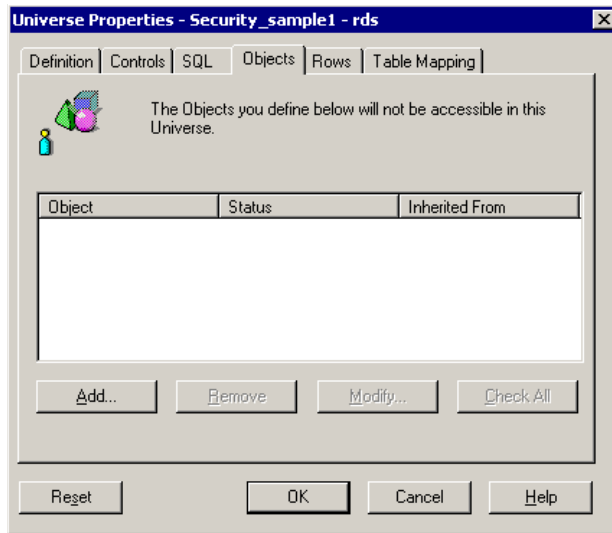 Universe Properties - Security_sample1 - rds
Definition Controls SQL Objects Rows Table Mapping
The Objects you define below will not be accessible in this
Universe.
Object Status Inherited From
Add... Remove Modify... Check All
Reset OK Cancel Help